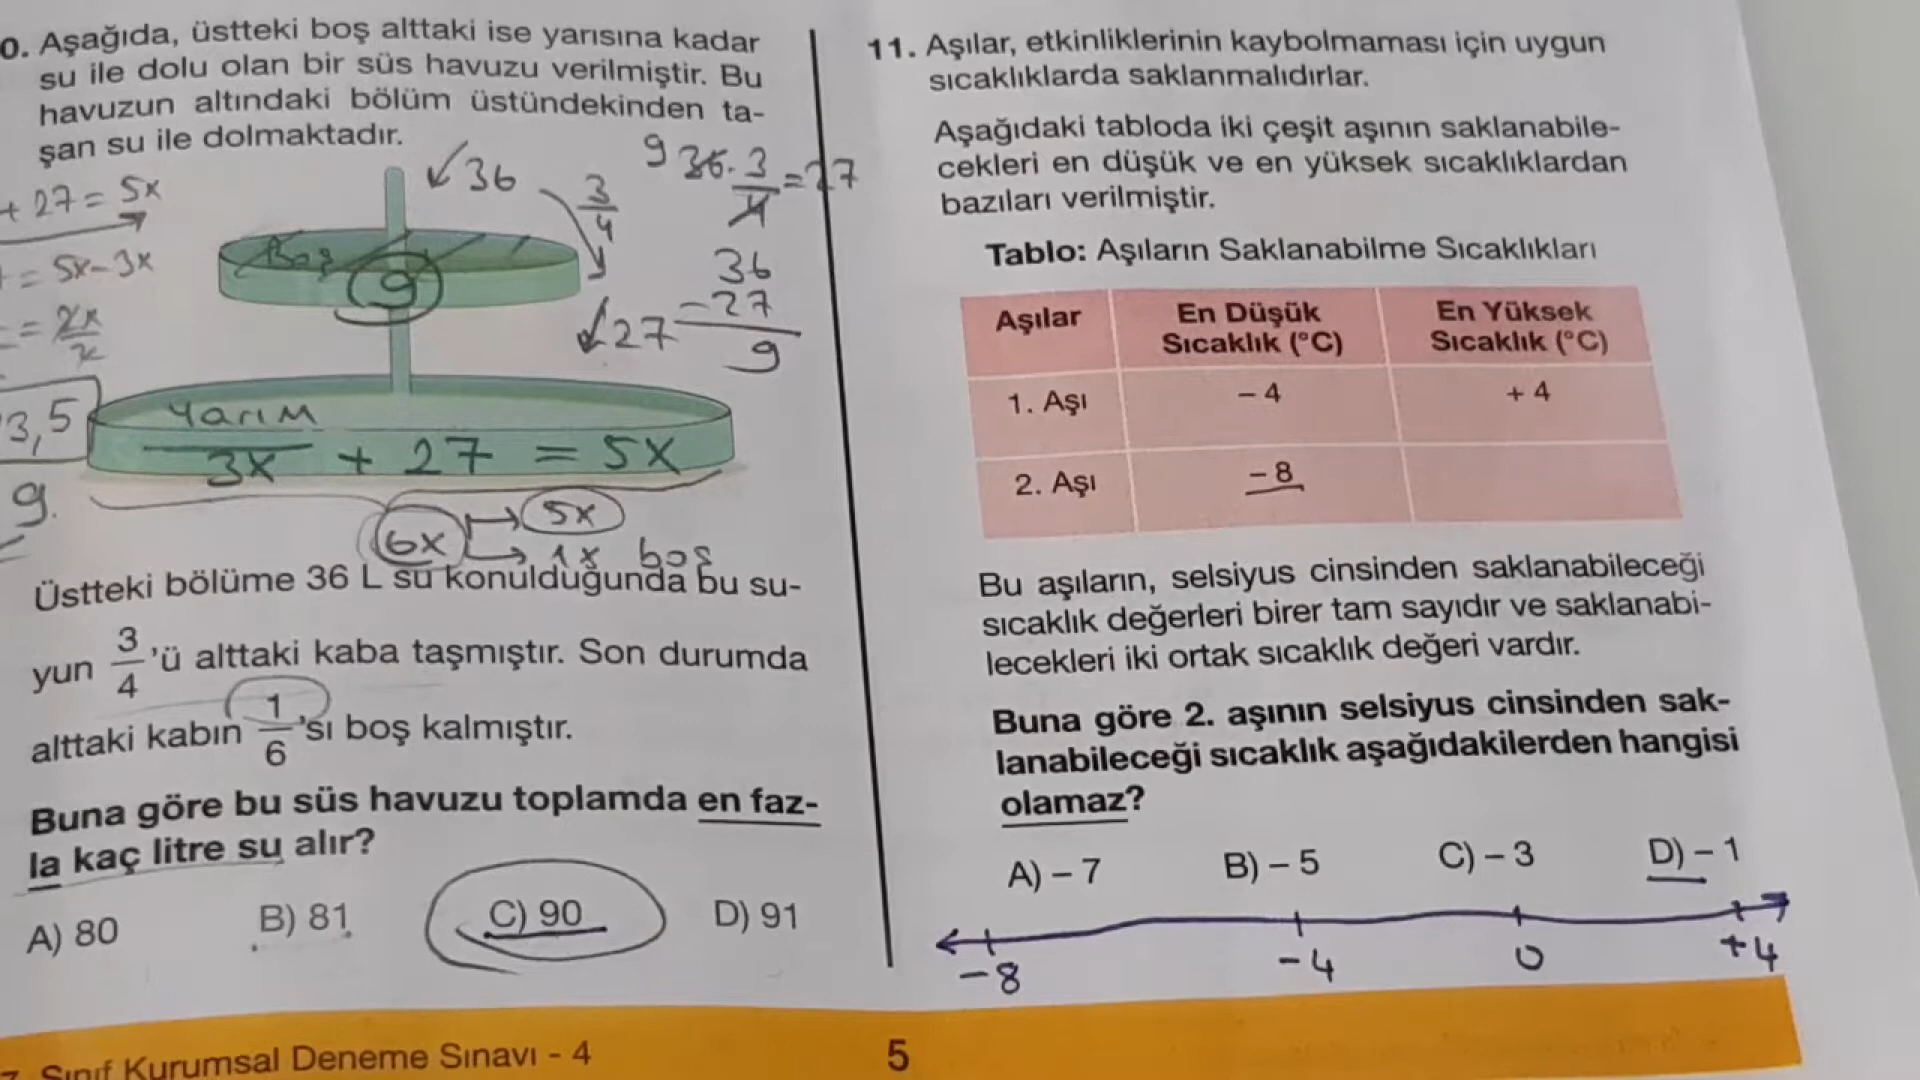 0. Aşağıda, üstteki boş alttaki ise yarısına kadar
su ile dolu olan bir süs havuzu verilmiştir. Bu
havuzun altındaki bölüm üstündekinden ta-
şan su ile dolmaktadır.
+ 27 = 5x
= 5x-3x
= 2x
3,5
9.
36
3
4
9 36. 3 = 27
4
36
-27
9
27
Boş
9
Yarım
3x + 27 = 5x
6x
5x
1x boş
Üstteki bölüme 36 L su konulduğunda bu su-
yun 3/4 'ü alttaki kaba taşmıştır. Son durumda
alttaki kabın 1/6 'sı boş kalmıştır.
Buna göre bu süs havuzu toplamda en faz-
la kaç litre su alır?
A) 80 B) 81 C) 90 D) 91
11. Aşılar, etkinliklerinin kaybolmaması için uygun
sıcaklıklarda saklanmalıdırlar.
Aşağıdaki tabloda iki çeşit aşının saklanabile-
cekleri en düşük ve en yüksek sıcaklıklardan
bazıları verilmiştir.
Tablo: Aşıların Saklanabilme Sıcaklıkları
Aşılar En Düşük Sıcaklık (°C) En Yüksek Sıcaklık (°C)
1. Aşı – 4 + 4
2. Aşı – 8
Bu aşıların, selsiyus cinsinden saklanabileceği
sıcaklık değerleri birer tam sayıdır ve saklanabi-
lecekleri iki ortak sıcaklık değeri vardır.
Buna göre 2. aşının selsiyus cinsinden sak-
lanabileceği sıcaklık aşağıdakilerden hangisi
olamaz?
A) – 7 B) – 5 C) – 3 D) – 1
-8 -4 0 +4
Sınıf Kurumsal Deneme Sınavı - 4
5